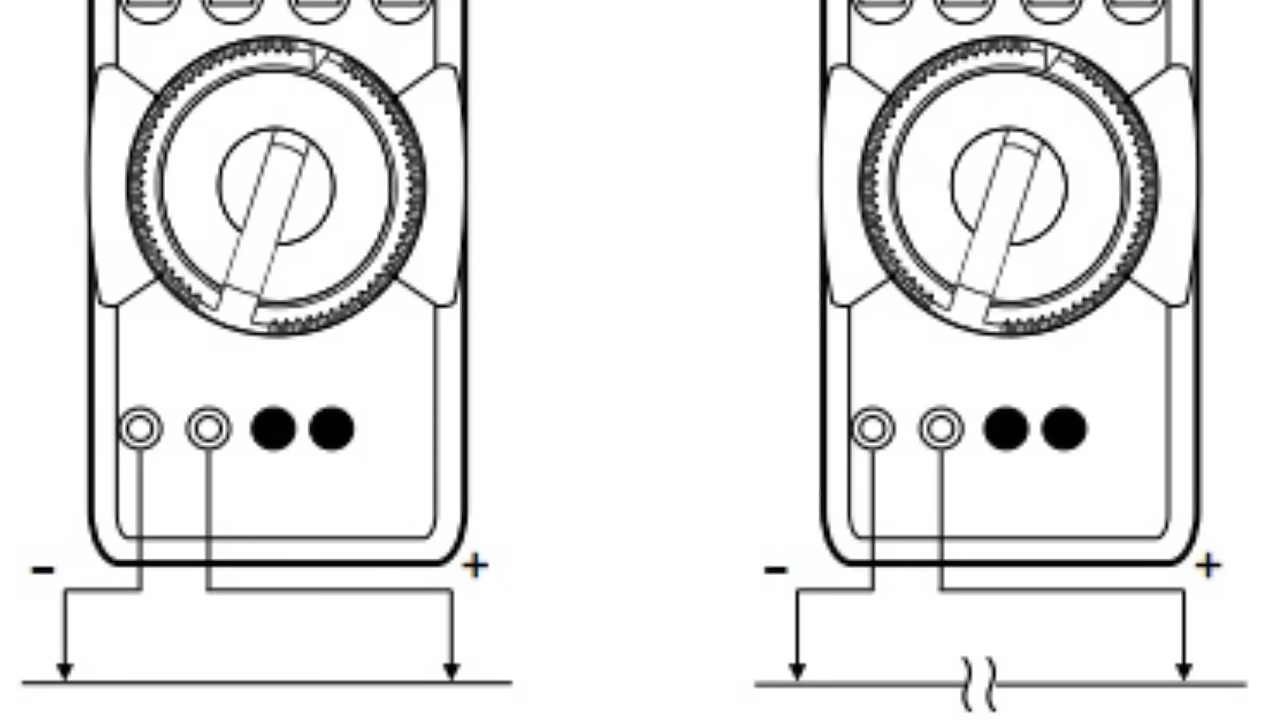 - + - +